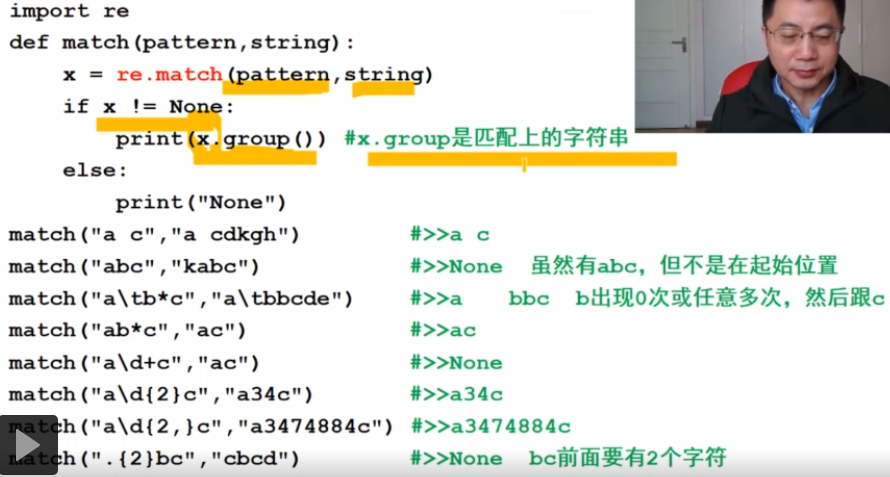 import re
def match(pattern,string):
x = re.match(pattern,string)
if x != None:
print(x.group()) #x.group是匹配上的字符串
else:
print("None")
match("a c","a cdkgh") #>>a c
match("abc","kabc") #>>None 虽然有abc，但不是在起始位置
match("a\tb*c","a\tbbcde") #>>a bbc b出现0次或任意多次，然后跟c
match("ab*c","ac") #>>ac
match("a\d+c","ac") #>>None
match("a\d{2}c","a34c") #>>a34c
match("a\d{2,}c","a3474884c") #>>a3474884c
match(".{2}bc","cbcd") #>>None bc前面要有2个字符